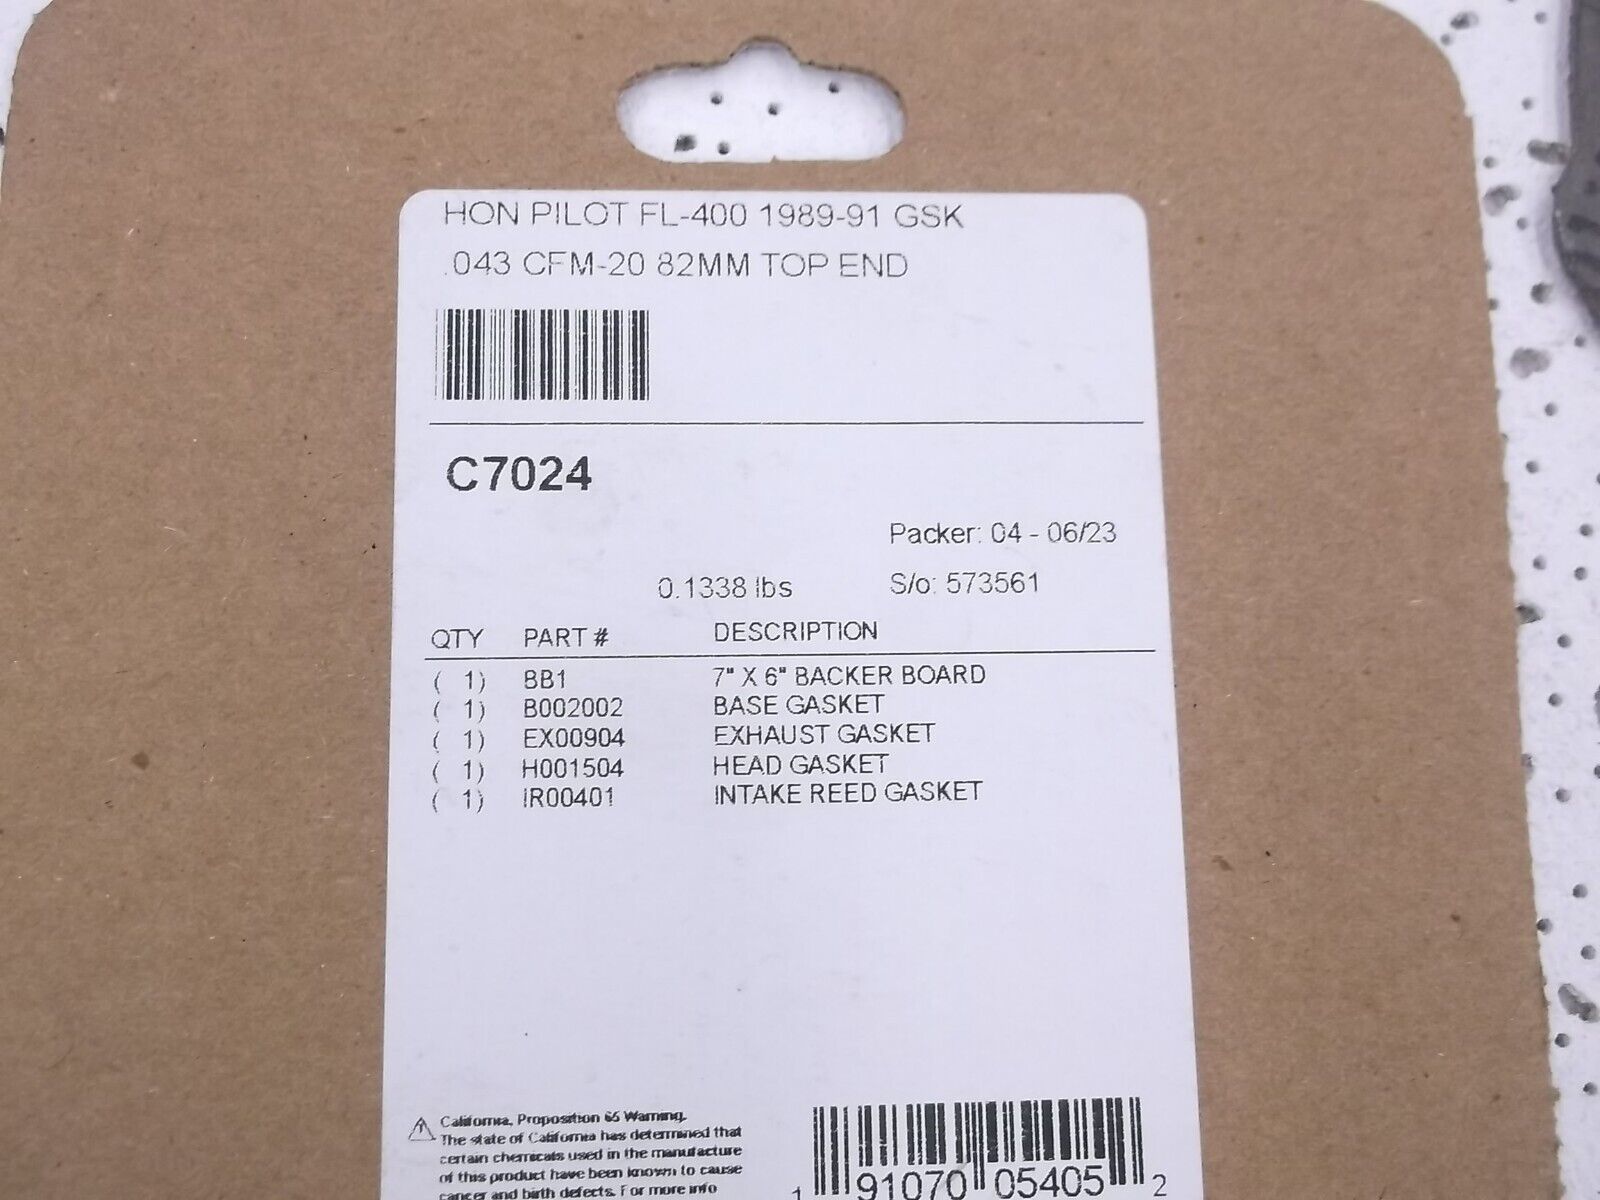 HON PILOT FL-400 1989-91 GSK
.043 CFM-20 82MM TOP END
C7024
Packer: 04 - 06/23
0.1338 lbs S/o: 573561
QTY PART # DESCRIPTION
( 1) BB1 7" X 6" BACKER BOARD
( 1) B002002 BASE GASKET
( 1) EX00904 EXHAUST GASKET
( 1) H001504 HEAD GASKET
( 1) IR00401 INTAKE REED GASKET
California, Proposition 65 Warning,
The state of California has determined that
certain chemicals used in the manufacture
of this product have been known to cause
cancer and birth defects. For more info
1 91070 05405 2